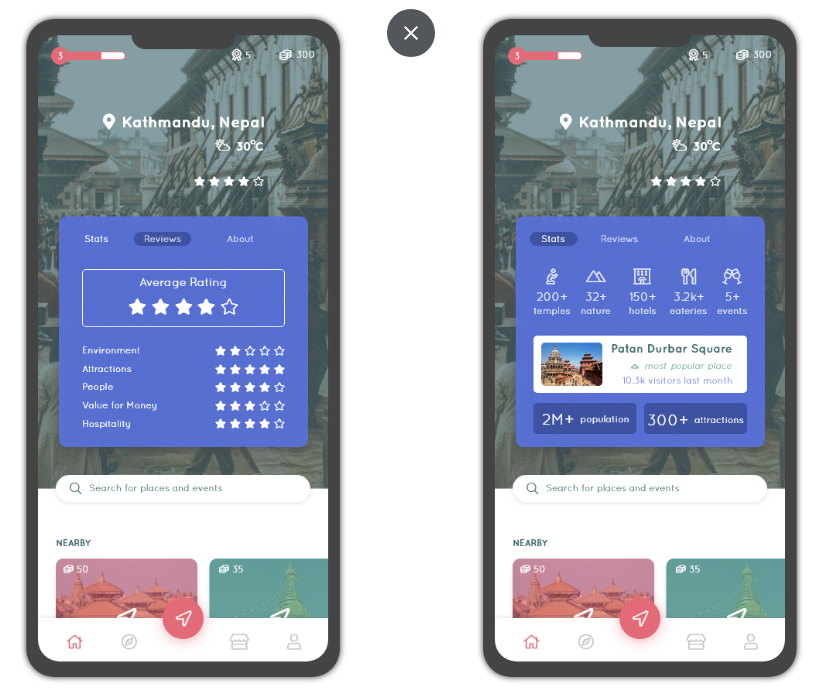 3 5 300
Kathmandu, Nepal
30°C
Stats Reviews About
Average Rating
Environment
Attractions
People
Value for Money
Hospitality
Search for places and events
NEARBY
50 35
3 5 300
Kathmandu, Nepal
30°C
Stats Reviews About
200+ 32+ 150+ 3.2k+ 5+
temples nature hotels eateries events
Patan Durbar Square
most popular place
10.3k visitors last month
2M+ population 300+ attractions
Search for places and events
NEARBY
50 35